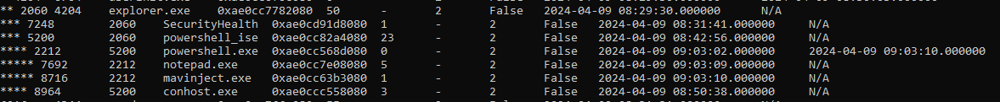 ** 2060 4204 explorer.exe 0xae0cc7782080 50 - 2 False 2024-04-09 08:29:30.000000 N/A
*** 7248 2060 SecurityHealth 0xae0cd91d8080 1 - 2 False 2024-04-09 08:31:41.000000 N/A
*** 5200 2060 powershell_ise 0xae0cc82a4080 23 - 2 False 2024-04-09 08:42:56.000000 N/A
**** 2212 5200 powershell.exe 0xae0cc568d080 0 - 2 False 2024-04-09 09:03:02.000000 2024-04-09 09:03:10.000000
***** 7692 2212 notepad.exe 0xae0cc7e08080 5 - 2 False 2024-04-09 09:03:09.000000 N/A
***** 8716 2212 mavinject.exe 0xae0cc63b3080 1 - 2 False 2024-04-09 09:03:10.000000 N/A
**** 8964 5200 conhost.exe 0xae0ccc558080 3 - 2 False 2024-04-09 08:50:38.000000 N/A